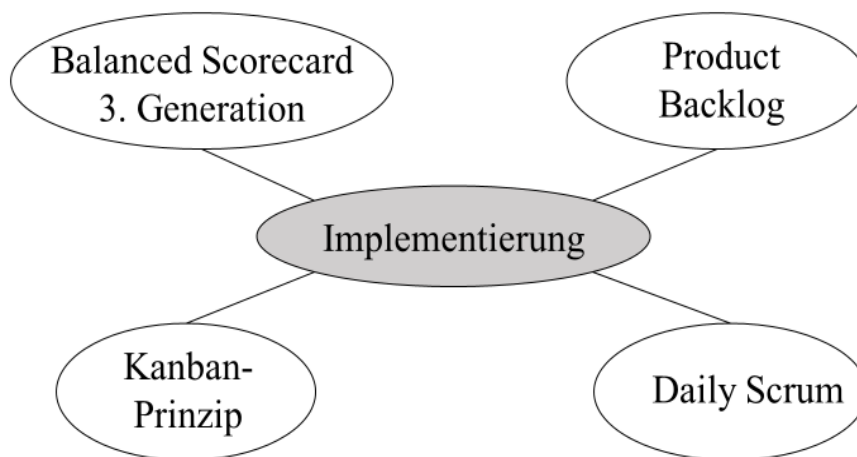 Balanced Scorecard
3. Generation
Product
Backlog
Implementierung
Kanban-
Prinzip
Daily Scrum